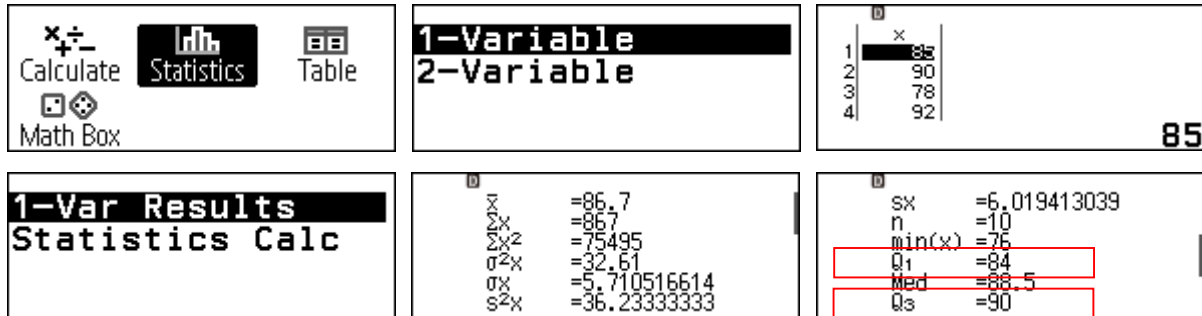 Calculate Statistics Table
Math Box
1-Variable
2-Variable
D
x
1 85
2 90
3 78
4 92
85
1-Var Results
Statistics Calc
D
x̄ =86.7
Σx =867
Σx² =75495
σ²x =32.61
σx =5.710516614
s²x =36.23333333
D
sx =6.019413039
n =10
min(x) =76
Q₁ =84
Med =88.5
Q₃ =90